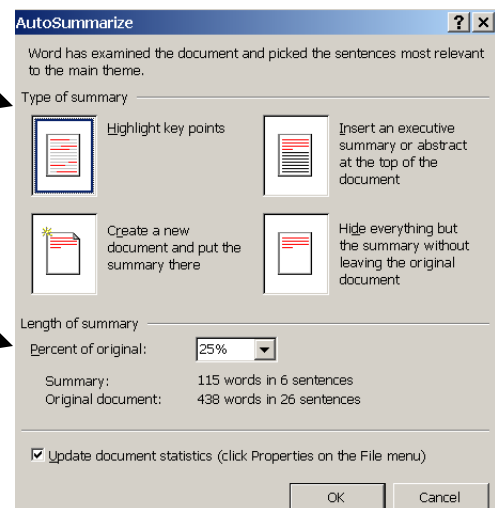 AutoSummarize ? ×
Word has examined the document and picked the sentences most relevant
to the main theme.
Type of summary
Highlight key points
Insert an executive
summary or abstract
at the top of the
document
Create a new
document and put the
summary there
Hide everything but
the summary without
leaving the original
document
Length of summary
Percent of original: 25%
Summary: 115 words in 6 sentences
Original document: 438 words in 26 sentences
Update document statistics (click Properties on the File menu)
OK Cancel